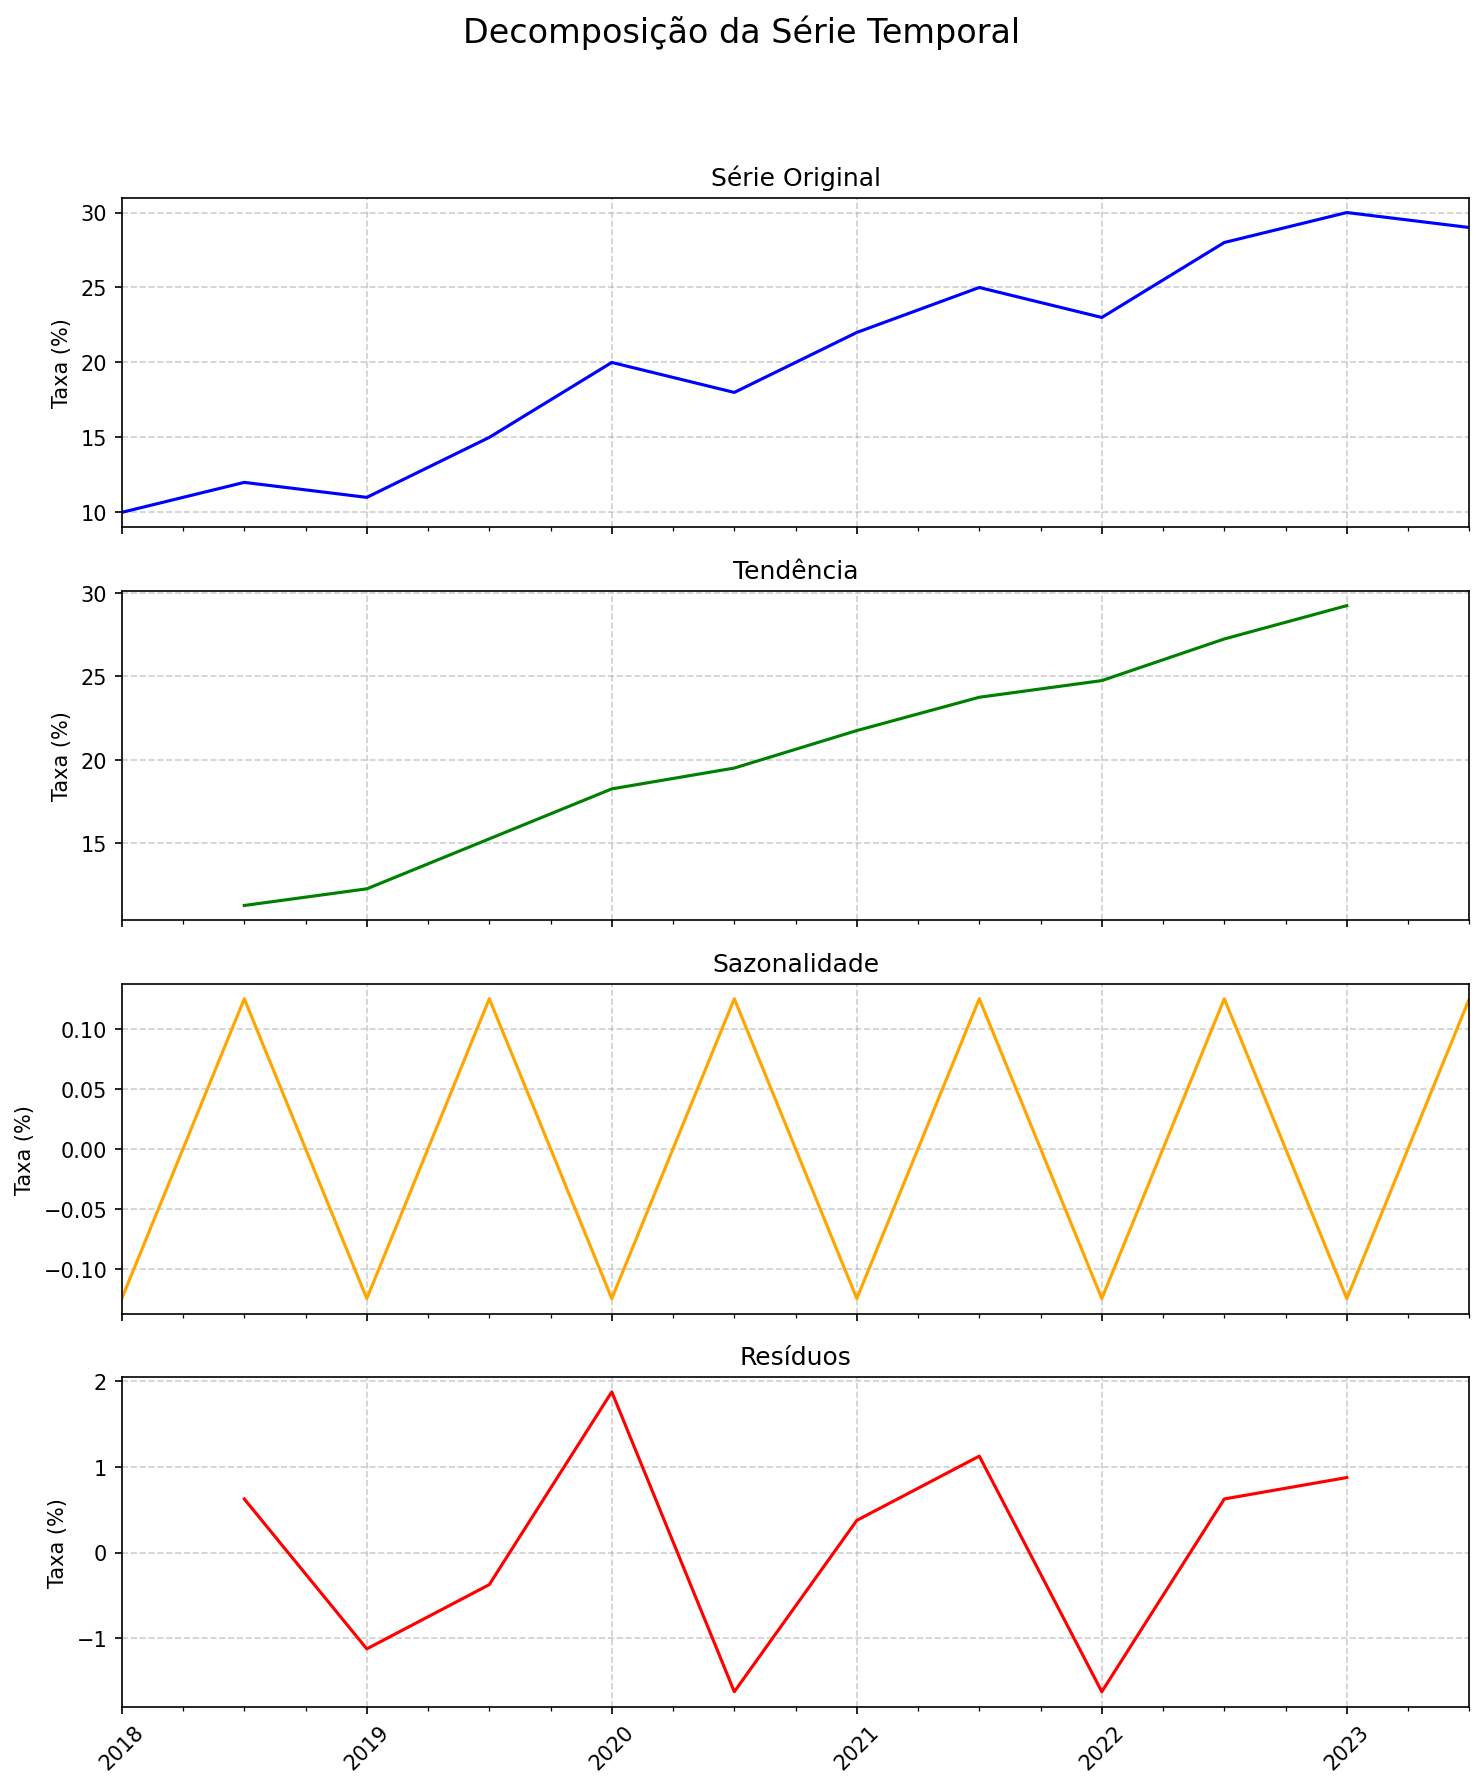 Decomposição da Série Temporal
Série Original
Taxa (%)
30
25
20
15
10
Tendência
Taxa (%)
30
25
20
15
Sazonalidade
Taxa (%)
0.10
0.05
0.00
−0.05
−0.10
Resíduos
Taxa (%)
2
1
0
−1
2018
2019
2020
2021
2022
2023